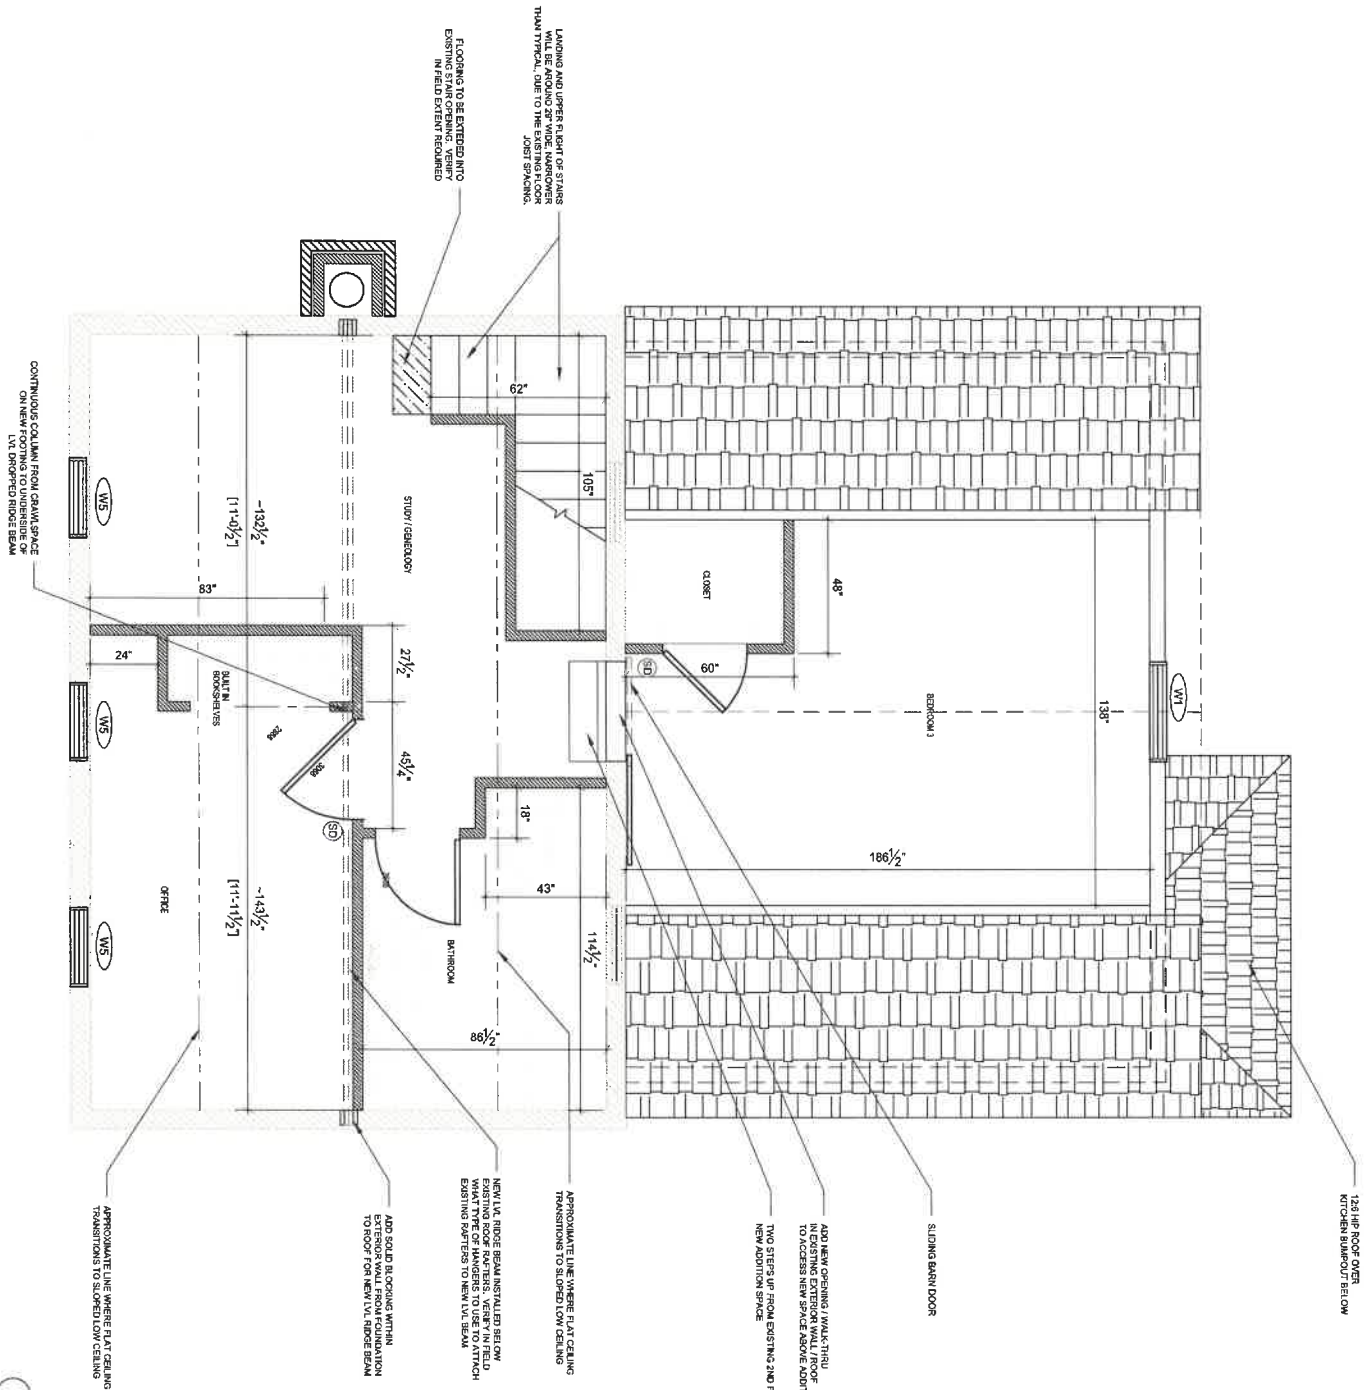 LANDING AND UPPER FLIGHT OF STAIRS
WILL BE AROUND 29" WIDE, NARROWER
THAN TYPICAL, DUE TO THE EXISTING FLOOR
JOIST SPACING.
FLOORING TO BE EXTEDED INTO
EXISTING STAIR OPENING. VERIFY
IN FIELD EXTENT REQUIRED
CONTINUOUS COLUMN FROM CRAWLSPACE
ON NEW FOOTING TO UNDERSIDE OF
LVL DROPPED RIDGE BEAM
12:6 HIP ROOF OVER
KITCHEN BUMPOUT BELOW
SLIDING BARN DOOR
ADD NEW OPENING / WALK-THRU
IN EXISTING EXTERIOR WALL / ROOF
TO ACCESS NEW SPACE ABOVE ADDIT
TWO STEPS UP FROM EXISTING 2ND F
NEW ADDITION SPACE
APPROXIMATE LINE WHERE FLAT CEILING
TRANSITIONS TO SLOPED LOW CEILING
NEW LVL RIDGE BEAM INSTALLED BELOW
EXISTING ROOF RAFTERS. VERIFY IN FIELD
WHAT TYPE OF HANGERS TO USE TO ATTACH
EXISTING RAFTERS TO NEW LVL BEAM
ADD SOLID BLOCKING WITHIN
EXTERIOR WALL FROM FOUNDATION
TO ROOF FOR NEW LVL RIDGE BEAM
APPROXIMATE LINE WHERE FLAT CEILING
TRANSITIONS TO SLOPED LOW CEILING
W1
138"
BEDROOM 3
186½"
48"
CLOSET
60"
SD
62"
105"
STUDY / GENEOLOGY
~132½"
[11'-0½"]
83"
27½"
45¼"
18"
43"
114½"
BATHROOM
86½"
24"
BUILT IN
BOOKSHELVES
2868
3068
SD
~143½"
[11'-11½"]
OFFICE
W5
W5
W5